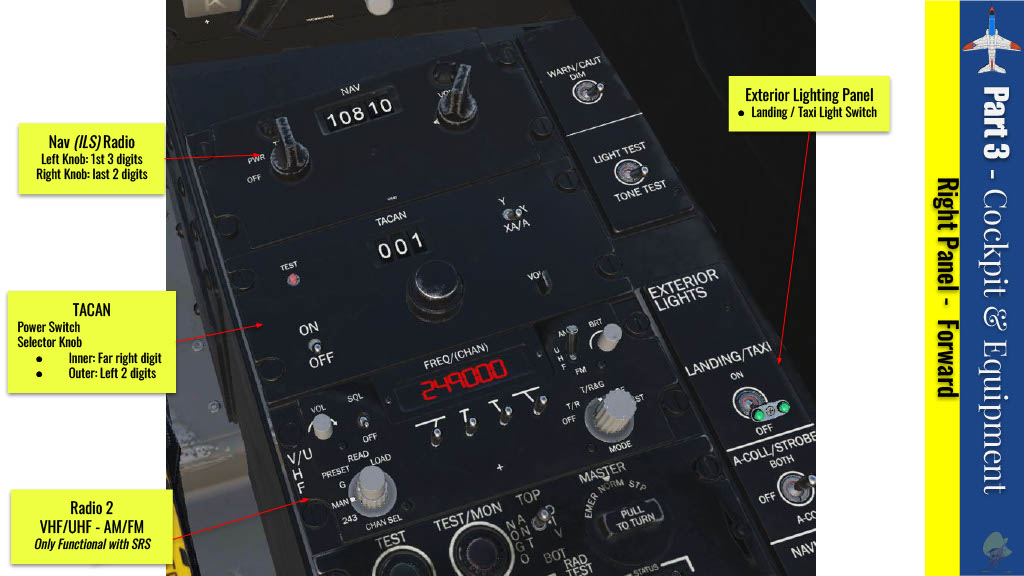 Part 3 - Cockpit & Equipment
Right Panel - Forward
Nav (ILS) Radio
Left Knob: 1st 3 digits
Right Knob: last 2 digits
TACAN
Power Switch
Selector Knob
● Inner: Far right digit
● Outer: Left 2 digits
Radio 2
VHF/UHF - AM/FM
Only Functional with SRS
Exterior Lighting Panel
● Landing / Taxi Light Switch
NAV
10810
PWR
OFF
WARN/CAUT
DIM
LIGHT TEST
TONE TEST
TACAN
001
Y
X
XA/A
TEST
VOL
ON
OFF
EXTERIOR
LIGHTS
LANDING/TAXI
ON
OFF
A-COLL/STROBE
BOTH
OFF
FREQ/(CHAN)
249000
BRT
FM
T/R&G
T/R
OFF
MODE
VOL
SQL
OFF
V/U
H
F
READ
LOAD
PRESET
G
MAN
243
CHAN SEL
TEST/MON
TEST
TOP
BOT
MASTER
EMER
NORM
STP
PULL
TO TURN
RAD
TEST
STATUS